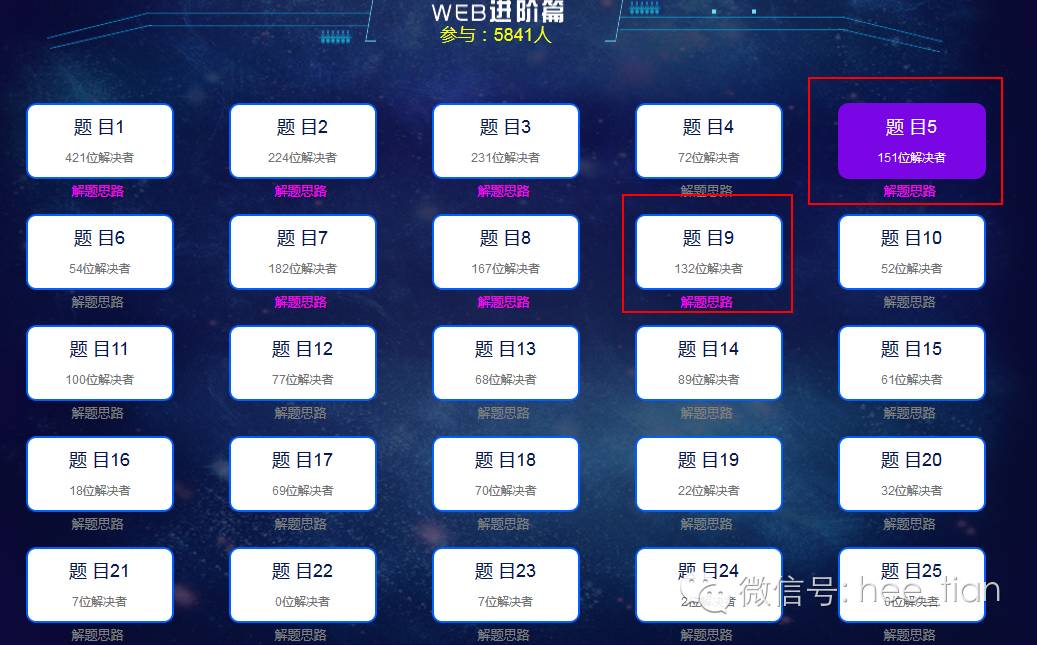 WEB进阶篇
参与：5841人
题 目1
421位解决者
解题思路
题 目2
224位解决者
解题思路
题 目3
231位解决者
解题思路
题 目4
72位解决者
解题思路
题 目5
151位解决者
解题思路
题 目6
54位解决者
解题思路
题 目7
182位解决者
解题思路
题 目8
167位解决者
解题思路
题 目9
132位解决者
解题思路
题 目10
52位解决者
解题思路
题 目11
100位解决者
解题思路
题 目12
77位解决者
解题思路
题 目13
68位解决者
解题思路
题 目14
89位解决者
解题思路
题 目15
61位解决者
解题思路
题 目16
18位解决者
解题思路
题 目17
69位解决者
解题思路
题 目18
70位解决者
解题思路
题 目19
22位解决者
解题思路
题 目20
32位解决者
解题思路
题 目21
7位解决者
解题思路
题 目22
0位解决者
解题思路
题 目23
7位解决者
解题思路
题 目24
位解决者
解题思路
题 目25
位解决者
解题思路
微信号: hee_tian